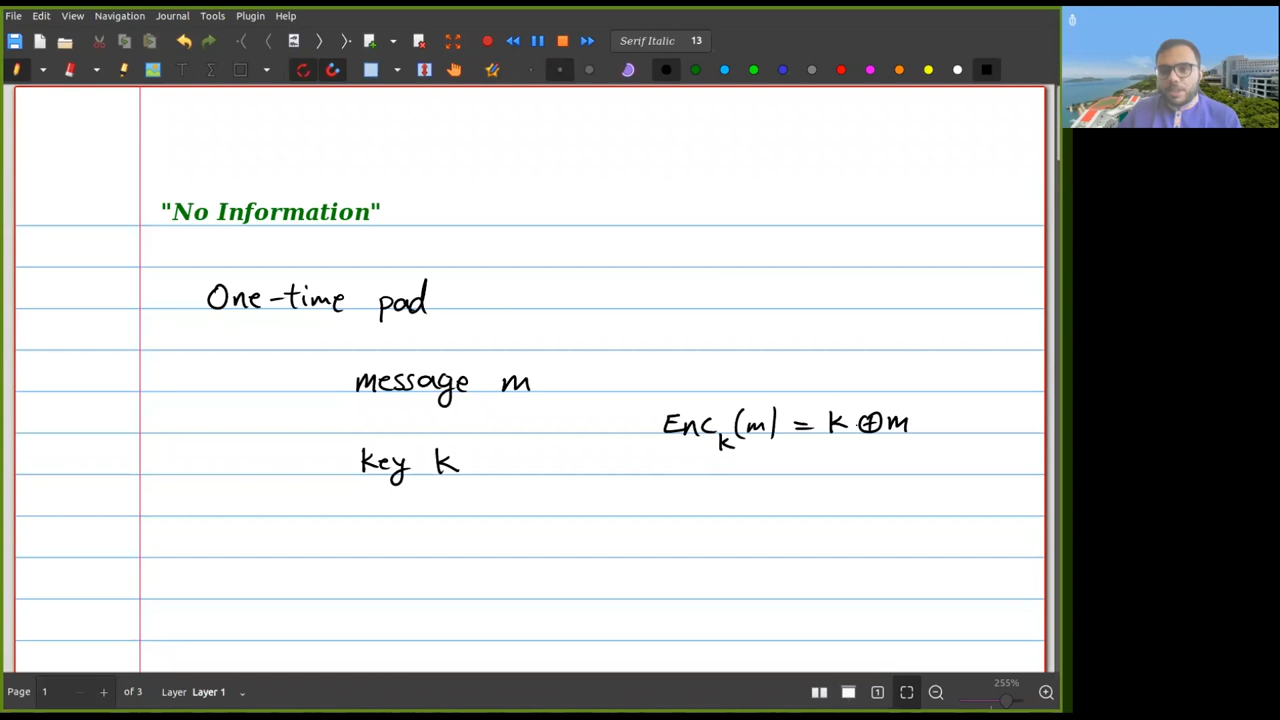 File Edit View Navigation Journal Tools Plugin Help
Serif Italic 13
"No Information"
One-time pad
message m
Enc_k(m) = k ⊕ m
key k
Page 1 of 3 Layer Layer 1
255%